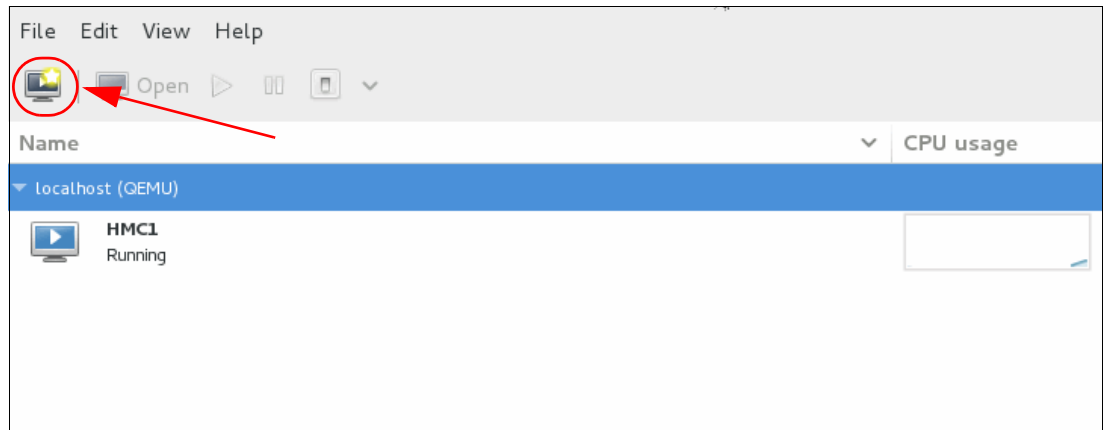 File Edit View Help
Open
Name CPU usage
localhost (QEMU)
HMC1
Running